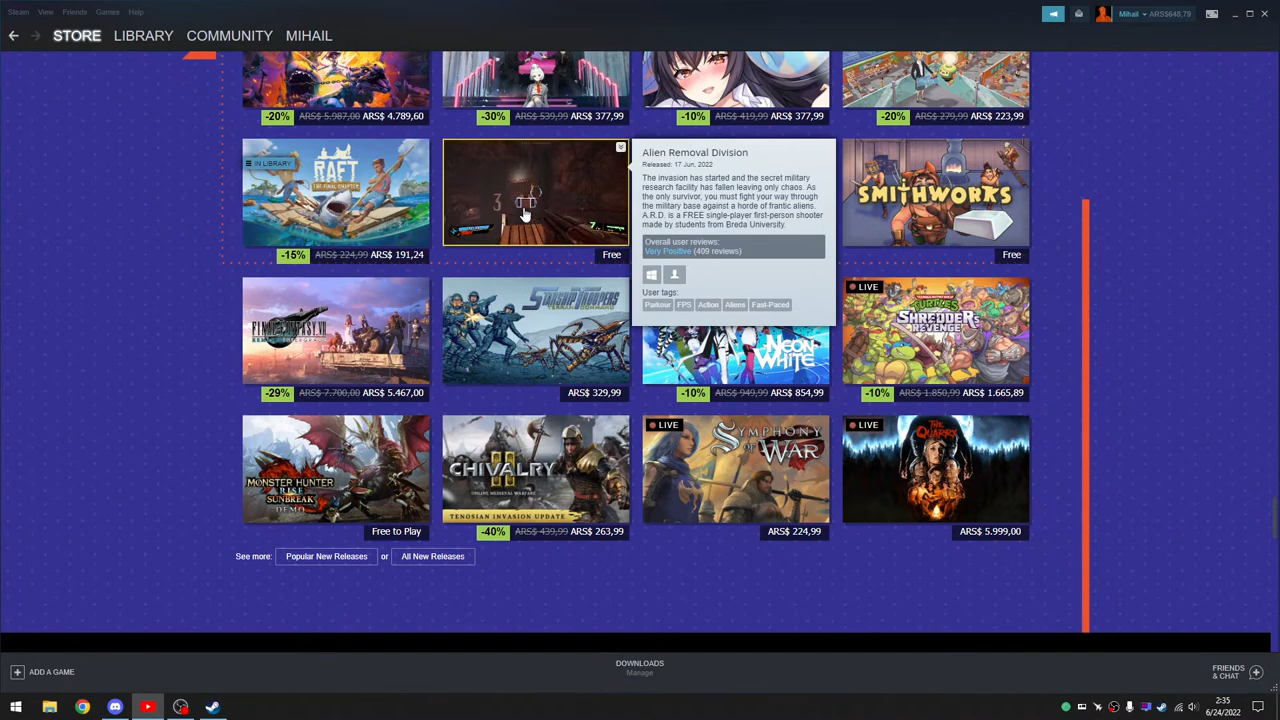 Steam View Friends Games Help
Mihail ARS$648,79
STORE LIBRARY COMMUNITY MIHAIL
-20% ARS$ 5.987,00 ARS$ 4.789,60
-30% ARS$ 539,99 ARS$ 377,99
-10% ARS$ 419,99 ARS$ 377,99
-20% ARS$ 279,99 ARS$ 223,99
IN LIBRARY
RAFT
THE FINAL CHAPTER
-15% ARS$ 224,99 ARS$ 191,24
3
7
Free
Alien Removal Division
Released: 17 Jun, 2022
The invasion has started and the secret military
research facility has fallen leaving only chaos. As
the only survivor, you must fight your way through
the military base against a horde of frantic aliens.
A.R.D. is a FREE single-player first-person shooter
made by students from Breda University.
Overall user reviews:
Very Positive (409 reviews)
User tags:
Parkour FPS Action Aliens Fast-Paced
SMITHWORKS
Free
FINAL FANTASY VII
-29% ARS$ 7.700,00 ARS$ 5.467,00
STARSHIP TROOPERS
TERRAN COMMAND
ARS$ 329,99
NEON
WHITE
-10% ARS$ 949,99 ARS$ 854,99
LIVE
TEENAGE MUTANT NINJA
TURTLES
SHREDDER'S
REVENGE
-10% ARS$ 1.850,99 ARS$ 1.665,89
MONSTER HUNTER
RISE
SUNBREAK
DEMO
Free to Play
CHIVALRY
II
ONLINE MEDIEVAL WARFARE
TENOSIAN INVASION UPDATE
-40% ARS$ 439,99 ARS$ 263,99
LIVE
SYMPHONY
OF WAR
ARS$ 224,99
LIVE
THE
QUARRY
ARS$ 5.999,00
See more: Popular New Releases or All New Releases
ADD A GAME
DOWNLOADS
Manage
FRIENDS
& CHAT
2:35
6/24/2022